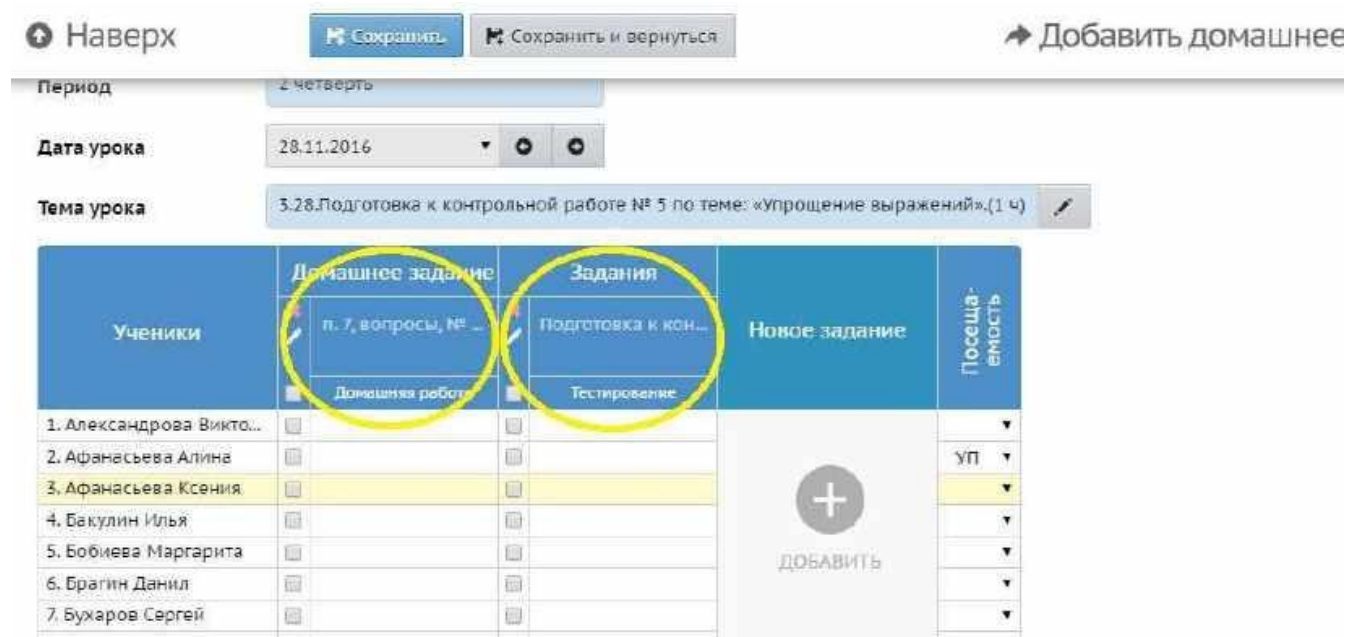 Наверх
Сохранить
Сохранить и вернуться
Добавить домашнее
Период
2 четверть
Дата урока
28.11.2016
Тема урока
3.28.Подготовка к контрольной работе № 5 по теме: «Упрощение выражений».(1 ч)
Ученики
Домашнее задание
п. 7, вопросы, № ...
Домашняя работа
Задания
Подготовка к кон...
Тестирование
Новое задание
Посеща-
емость
1. Александрова Викто...
2. Афанасьева Алина
УП
3. Афанасьева Ксения
4. Бакулин Илья
5. Бобиева Маргарита
6. Брагин Данил
7. Бухаров Сергей
ДОБАВИТЬ